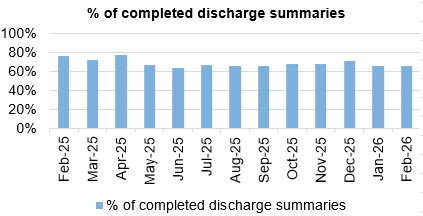 % of completed discharge summaries
100%
80%
60%
40%
20%
0%
Feb-25
Mar-25
Apr-25
May-25
Jun-25
Jul-25
Aug-25
Sep-25
Oct-25
Nov-25
Dec-25
Jan-26
Feb-26
% of completed discharge summaries